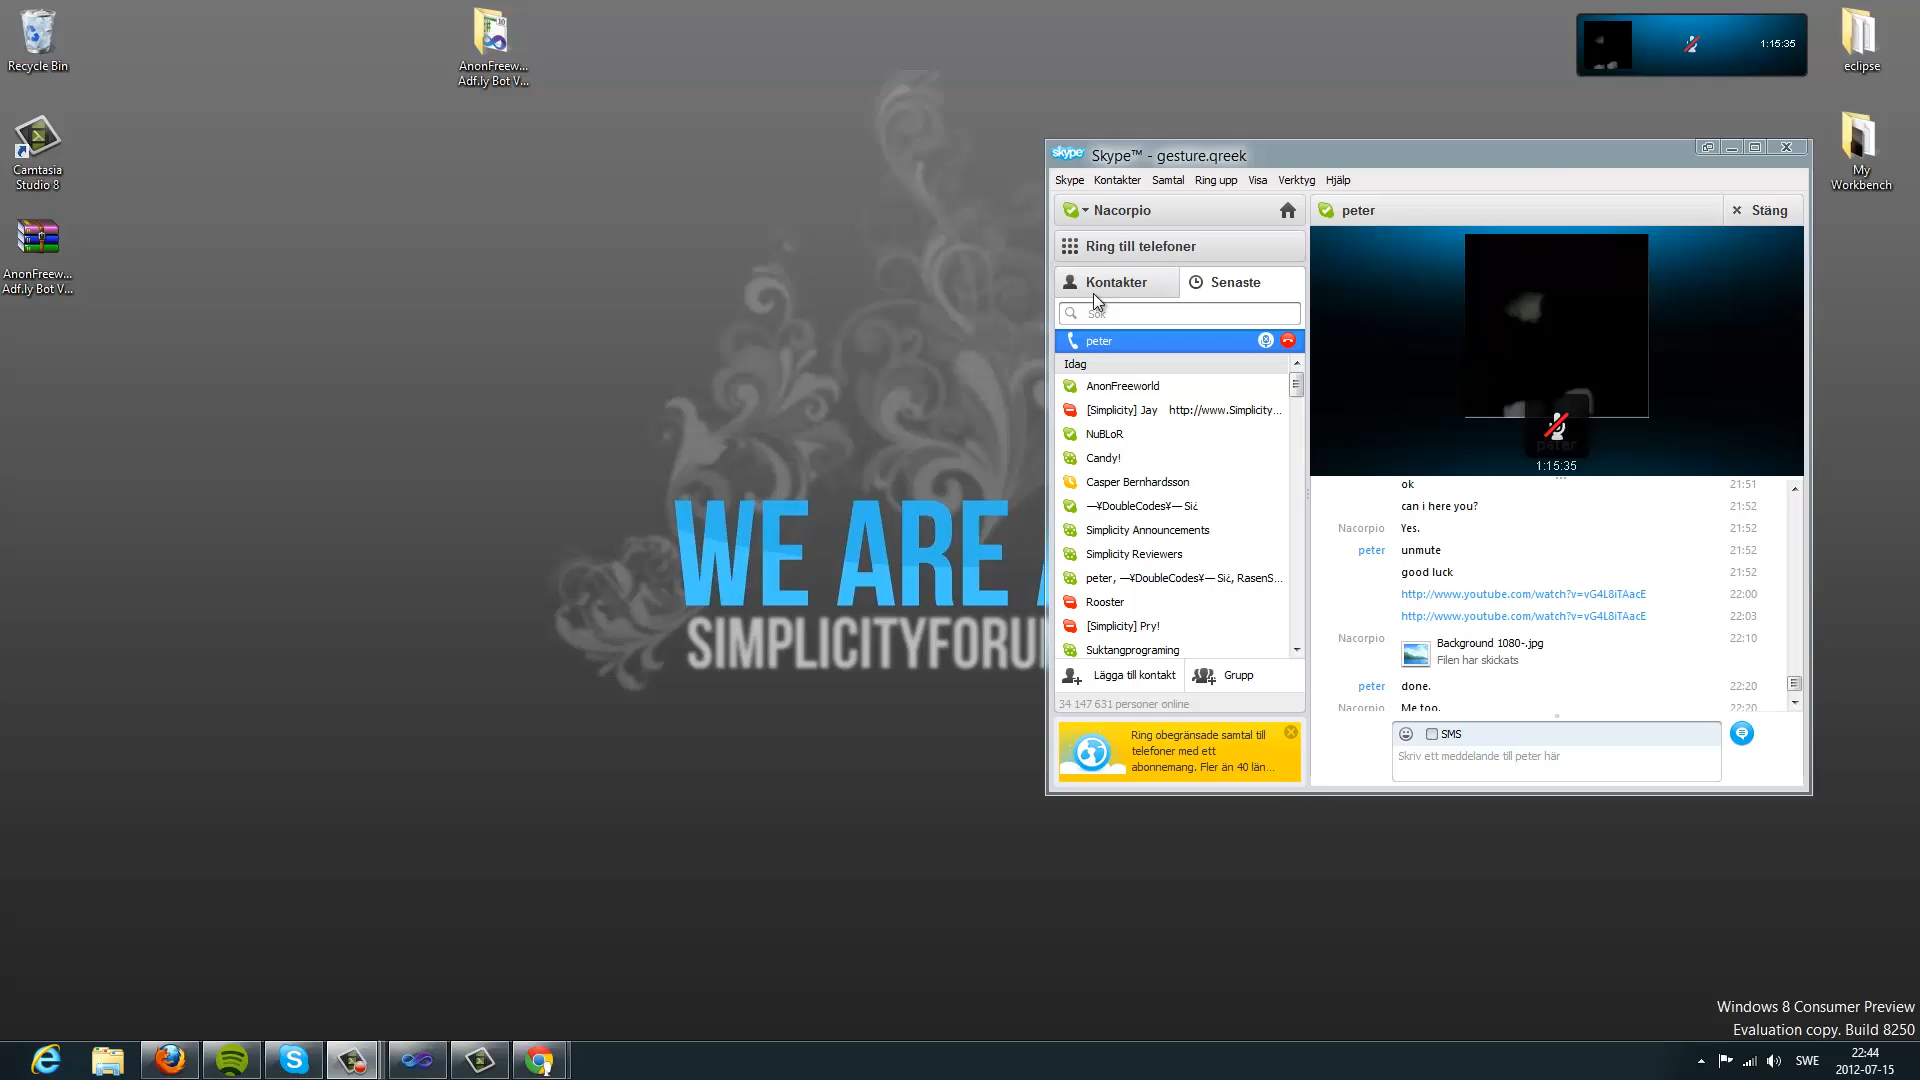 Recycle Bin
AnonFreew...
Adf.ly Bot V...
1:15:35
eclipse
Camtasia
Studio 8
My
Workbench
AnonFreew...
Adf.ly Bot V...
WE ARE
SIMPLICITYFORU
skype Skype™ - gesture.qreek
Skype Kontakter Samtal Ring upp Visa Verktyg Hjälp
Nacorpio
Ring till telefoner
Kontakter Senaste
Sök
peter
Idag
AnonFreeworld
[Simplicity] Jay http://www.Simplicity...
NuBLoR
Candy!
Casper Bernhardsson
—¥DoubleCodes¥— Si¿
Simplicity Announcements
Simplicity Reviewers
peter, —¥DoubleCodes¥— Si¿, RasenS...
Rooster
[Simplicity] Pry!
Suktangprograming
Lägga till kontakt Grupp
34 147 631 personer online
Ring obegränsade samtal till
telefoner med ett
abonnemang. Fler än 40 län...
peter Stäng
peter
1:15:35
ok 21:51
can i here you? 21:52
Nacorpio Yes. 21:52
peter unmute 21:52
good luck 21:52
http://www.youtube.com/watch?v=vG4L8iTAacE 22:00
http://www.youtube.com/watch?v=vG4L8iTAacE 22:03
Nacorpio Background 1080-.jpg 22:10
Filen har skickats
peter done. 22:20
Nacorpio Me too. 22:20
SMS
Skriv ett meddelande till peter här
Windows 8 Consumer Preview
Evaluation copy. Build 8250
SWE
22:44
2012-07-15